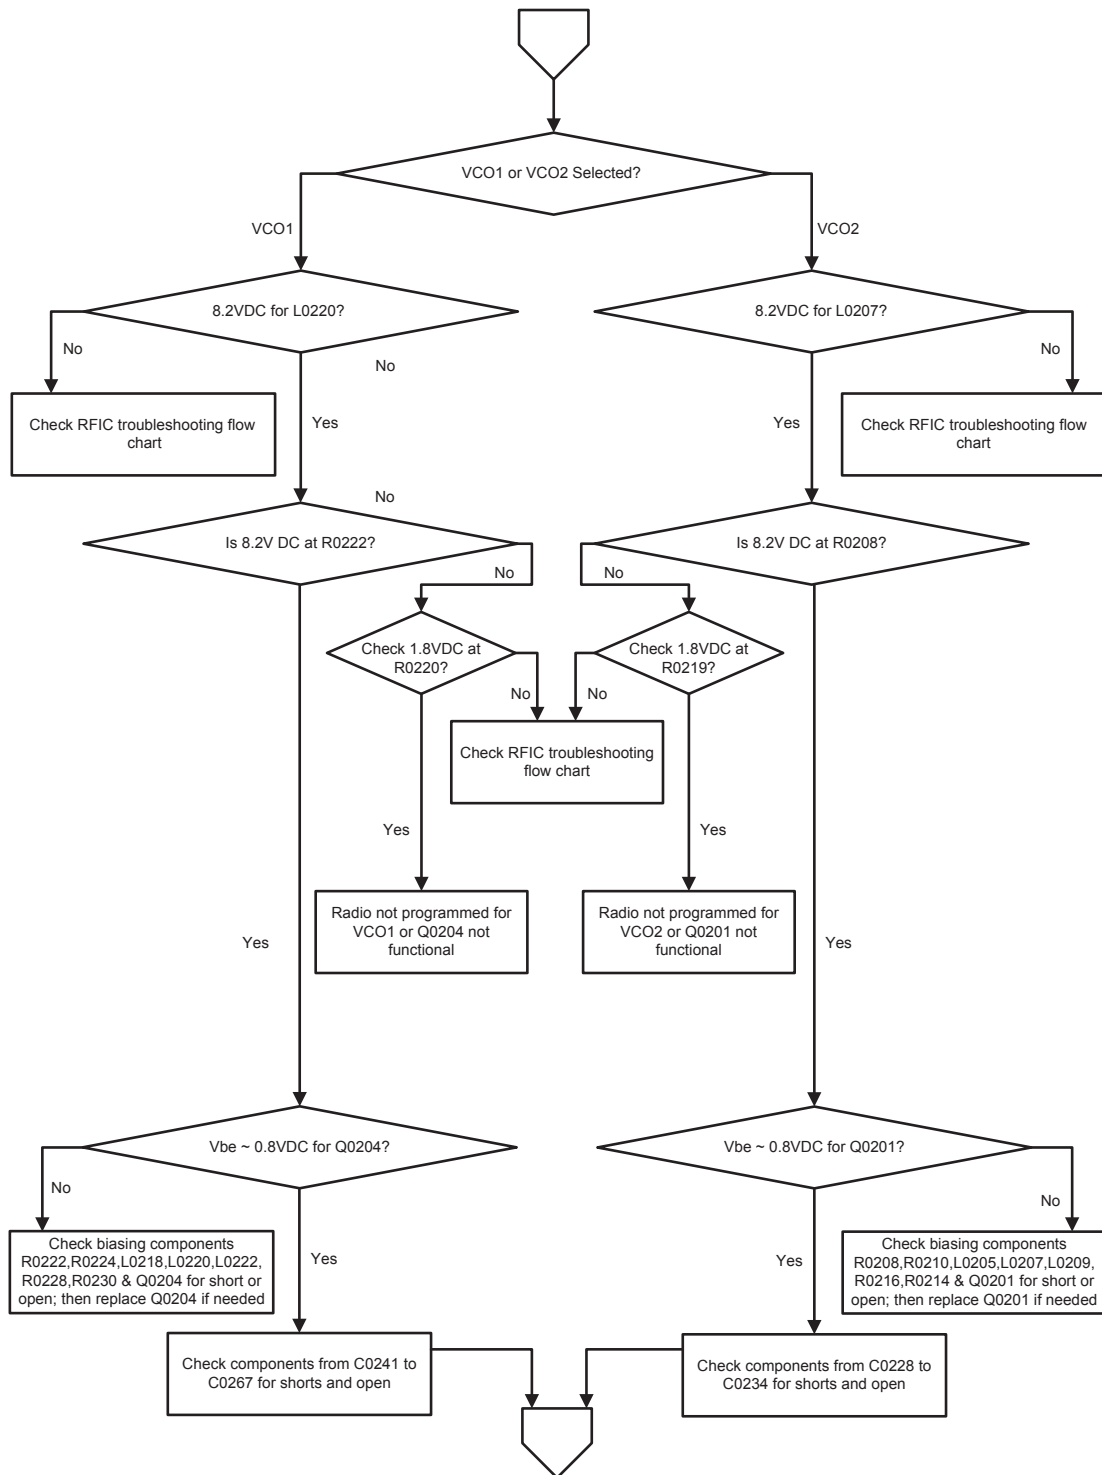 VCO1 or VCO2 Selected?
VCO1
VCO2
8.2VDC for L0220?
8.2VDC for L0207?
No
No
No
Check RFIC troubleshooting flow
chart
Yes
Yes
Check RFIC troubleshooting flow
chart
No
Is 8.2V DC at R0222?
Is 8.2V DC at R0208?
No
No
Check 1.8VDC at
R0220?
Check 1.8VDC at
R0219?
No
No
Check RFIC troubleshooting
flow chart
Yes
Yes
Radio not programmed for
VCO1 or Q0204 not
functional
Radio not programmed for
VCO2 or Q0201 not
functional
Yes
Yes
Vbe ~ 0.8VDC for Q0204?
Vbe ~ 0.8VDC for Q0201?
No
No
Check biasing components
R0222,R0224,L0218,L0220,L0222,
R0228,R0230 & Q0204 for short or
open; then replace Q0204 if needed
Yes
Yes
Check biasing components
R0208,R0210,L0205,L0207,L0209,
R0216,R0214 & Q0201 for short or
open; then replace Q0201 if needed
Check components from C0241 to
C0267 for shorts and open
Check components from C0228 to
C0234 for shorts and open